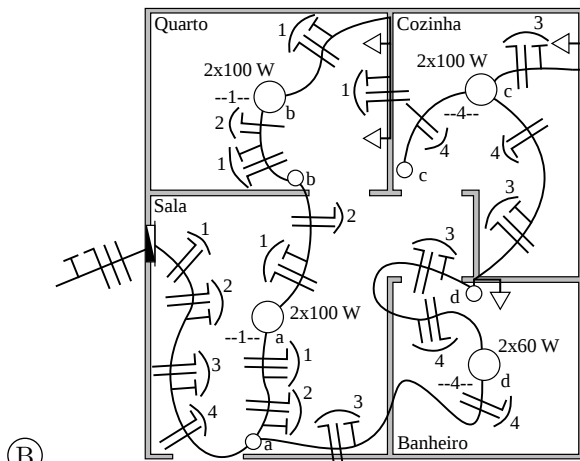 Quarto
Cozinha
1
3
2x100 W
2x100 W
--1--
b
1
c
--4--
2
4
4
1
b
c
3
Sala
1
2
3
1
2
d
2x100 W
--1--
a
2x60 W
1
4
3
--4--
d
2
3
4
4
a
Banheiro
B